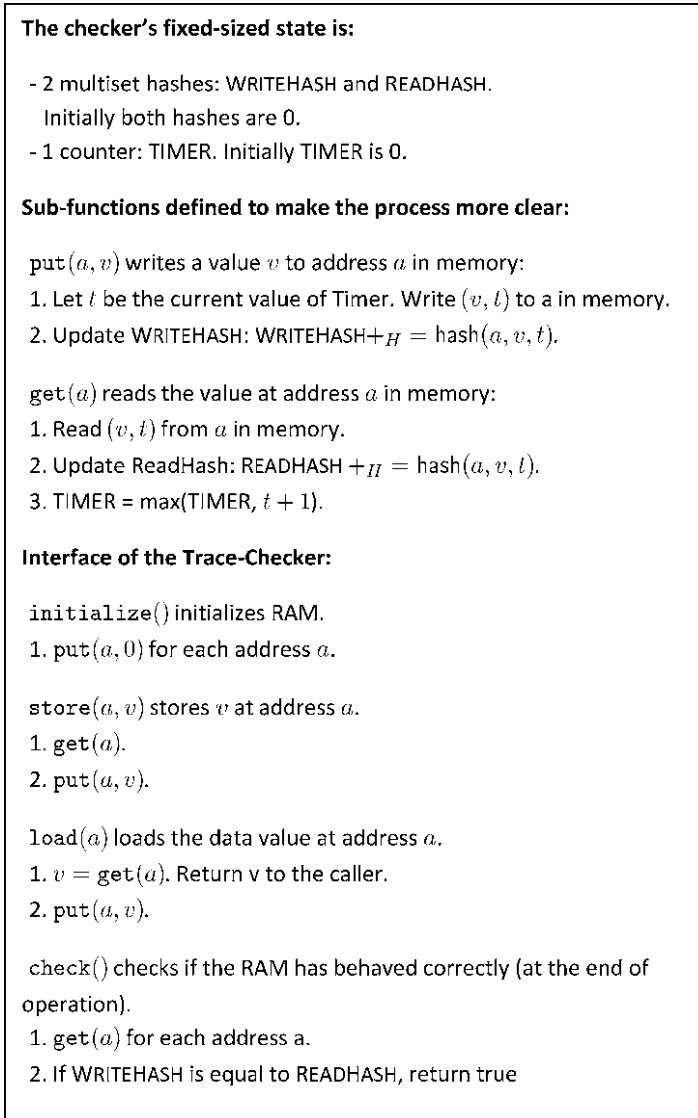 The checker's fixed-sized state is:
- 2 multiset hashes: WRITEHASH and READHASH.
Initially both hashes are 0.
- 1 counter: TIMER. Initially TIMER is 0.
Sub-functions defined to make the process more clear:
put(a, v) writes a value v to address a in memory:
1. Let t be the current value of Timer. Write (v, t) to a in memory.
2. Update WRITEHASH: WRITEHASH+_H = hash(a, v, t).
get(a) reads the value at address a in memory:
1. Read (v, t) from a in memory.
2. Update ReadHash: READHASH +_H = hash(a, v, t).
3. TIMER = max(TIMER, t + 1).
Interface of the Trace-Checker:
initialize() initializes RAM.
1. put(a, 0) for each address a.
store(a, v) stores v at address a.
1. get(a).
2. put(a, v).
load(a) loads the data value at address a.
1. v = get(a). Return v to the caller.
2. put(a, v).
check() checks if the RAM has behaved correctly (at the end of
operation).
1. get(a) for each address a.
2. If WRITEHASH is equal to READHASH, return true